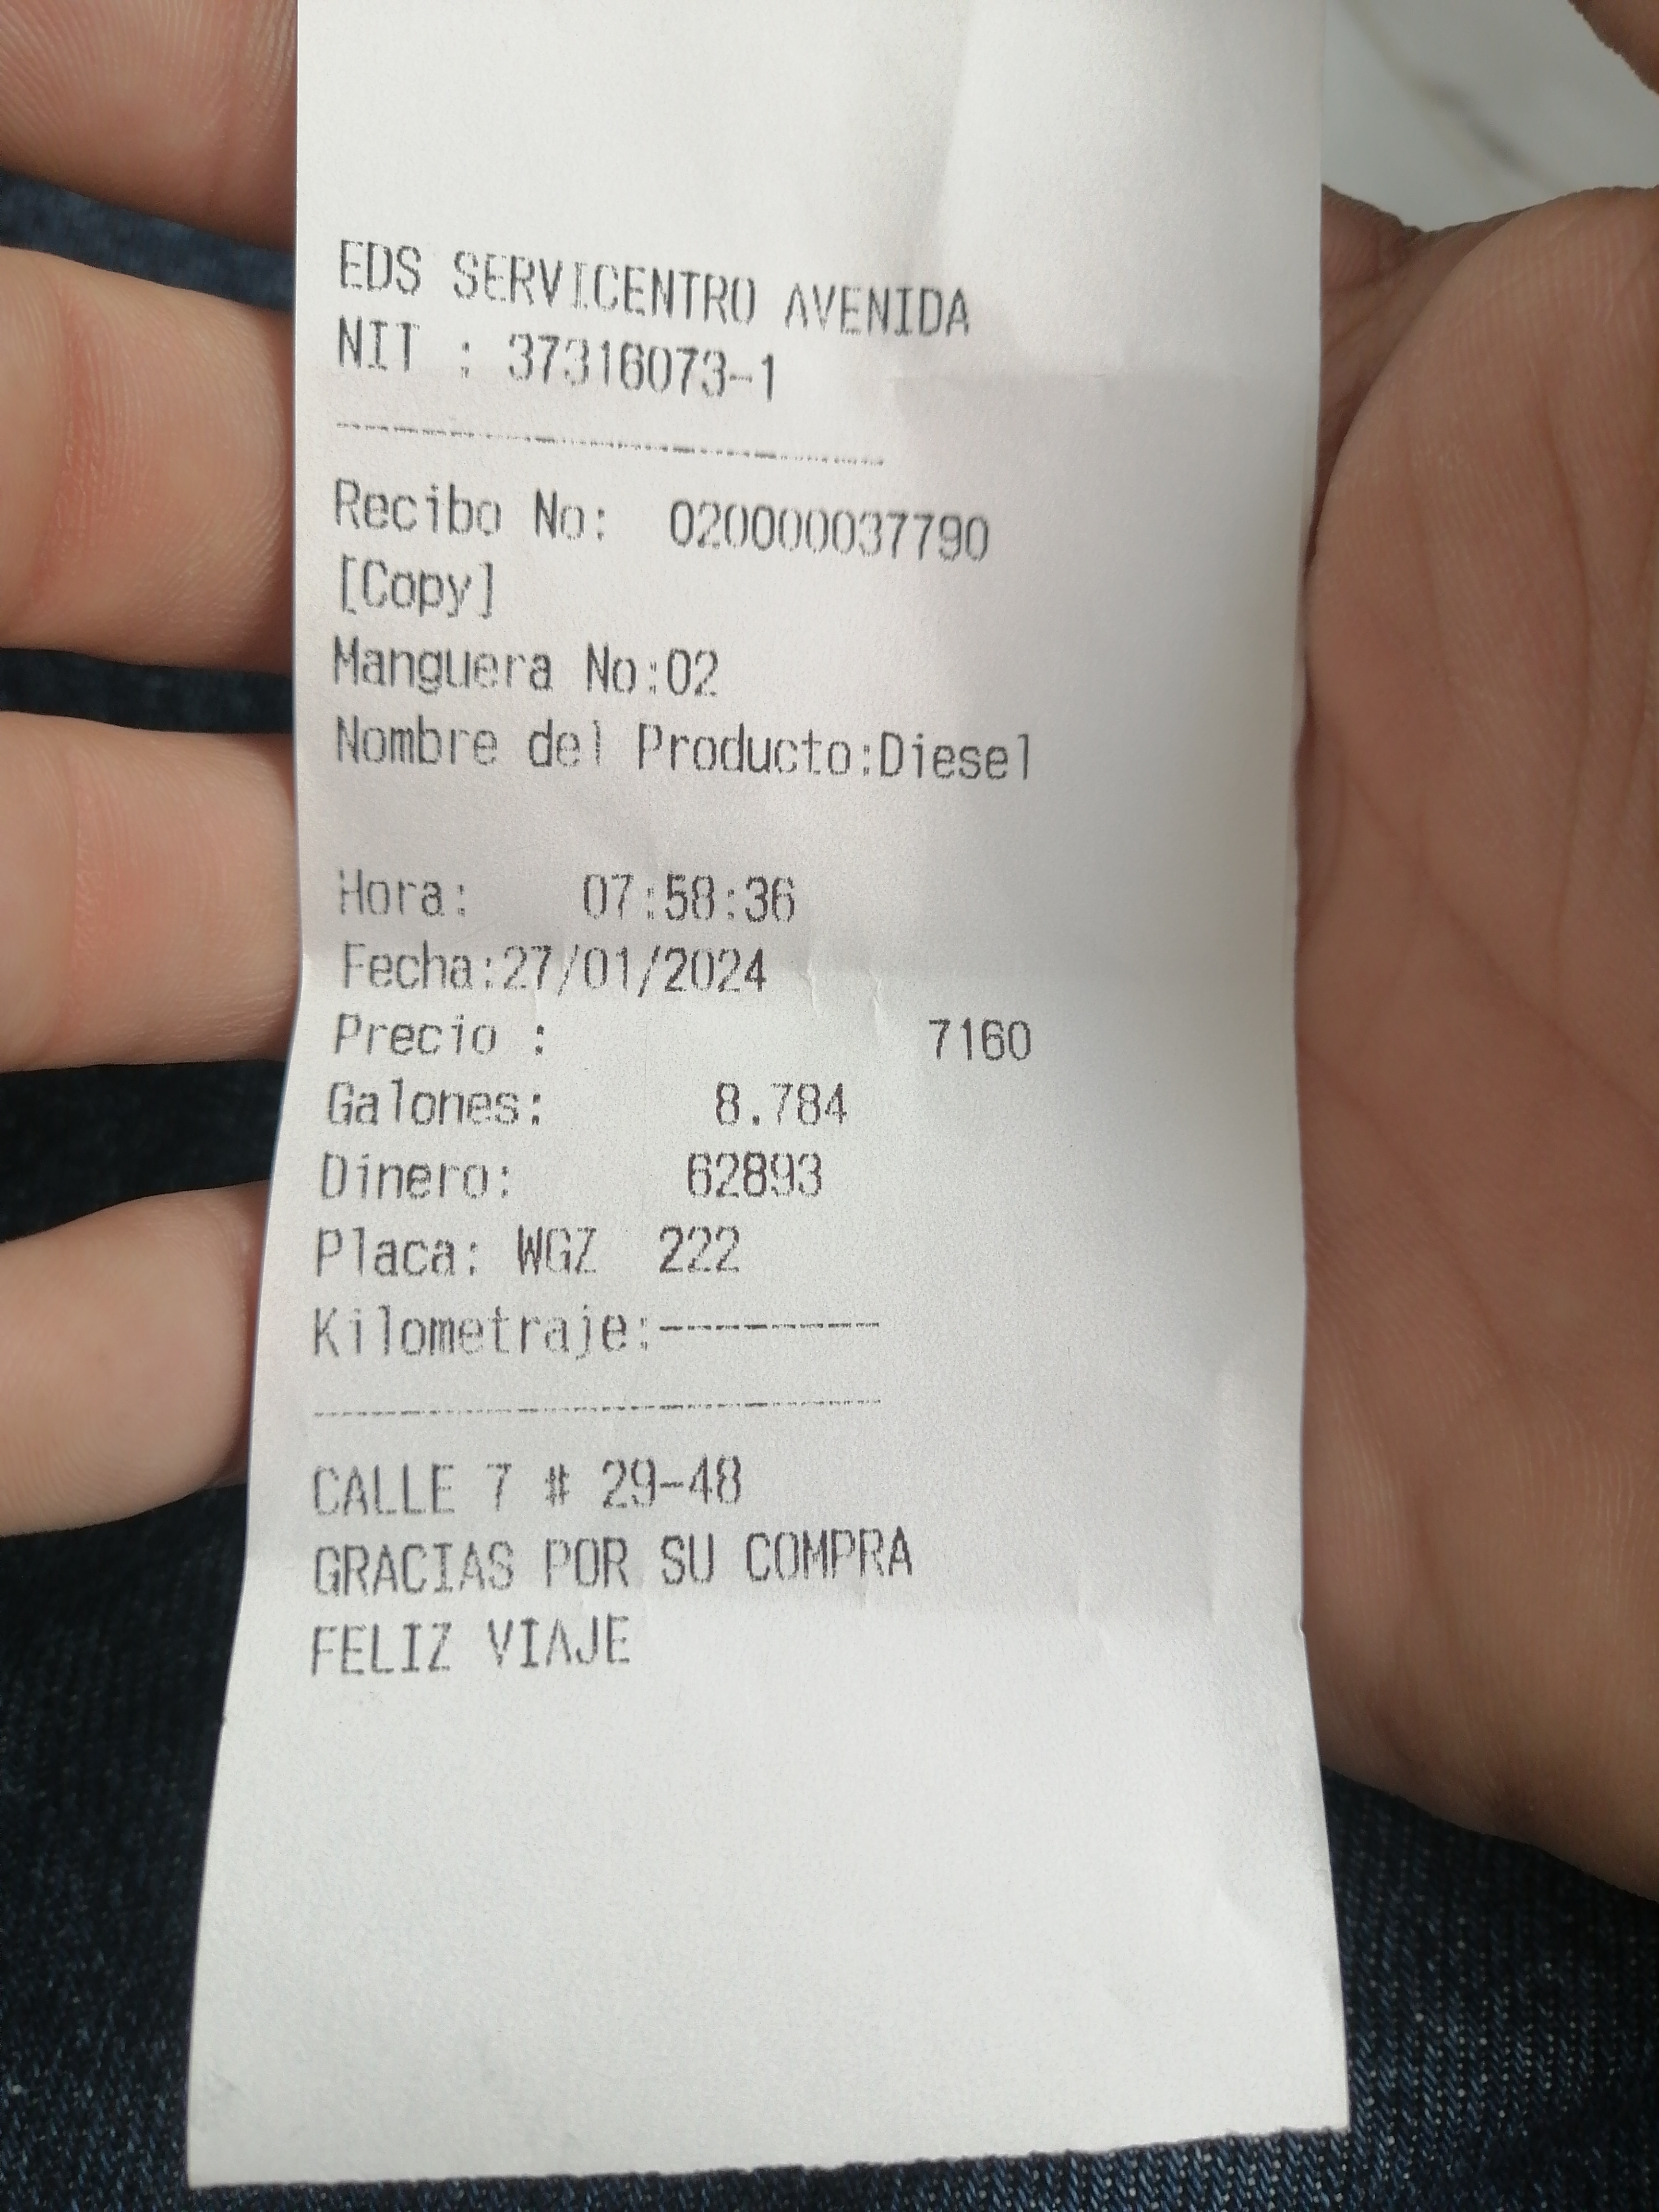 EDS SERVICENTRO AVENIDA
NIT : 37316073-1
--------------------
Recibo No: 020000037790
[Copy]
Manguera No:02
Nombre del Producto:Diesel
Hora: 07:58:36
Fecha:27/01/2024
Precio : 7160
Galones: 8.784
Dinero: 62893
Placa: WGZ 222
Kilometraje:--------
--------------------
CALLE 7 # 29-48
GRACIAS POR SU COMPRA
FELIZ VIAJE